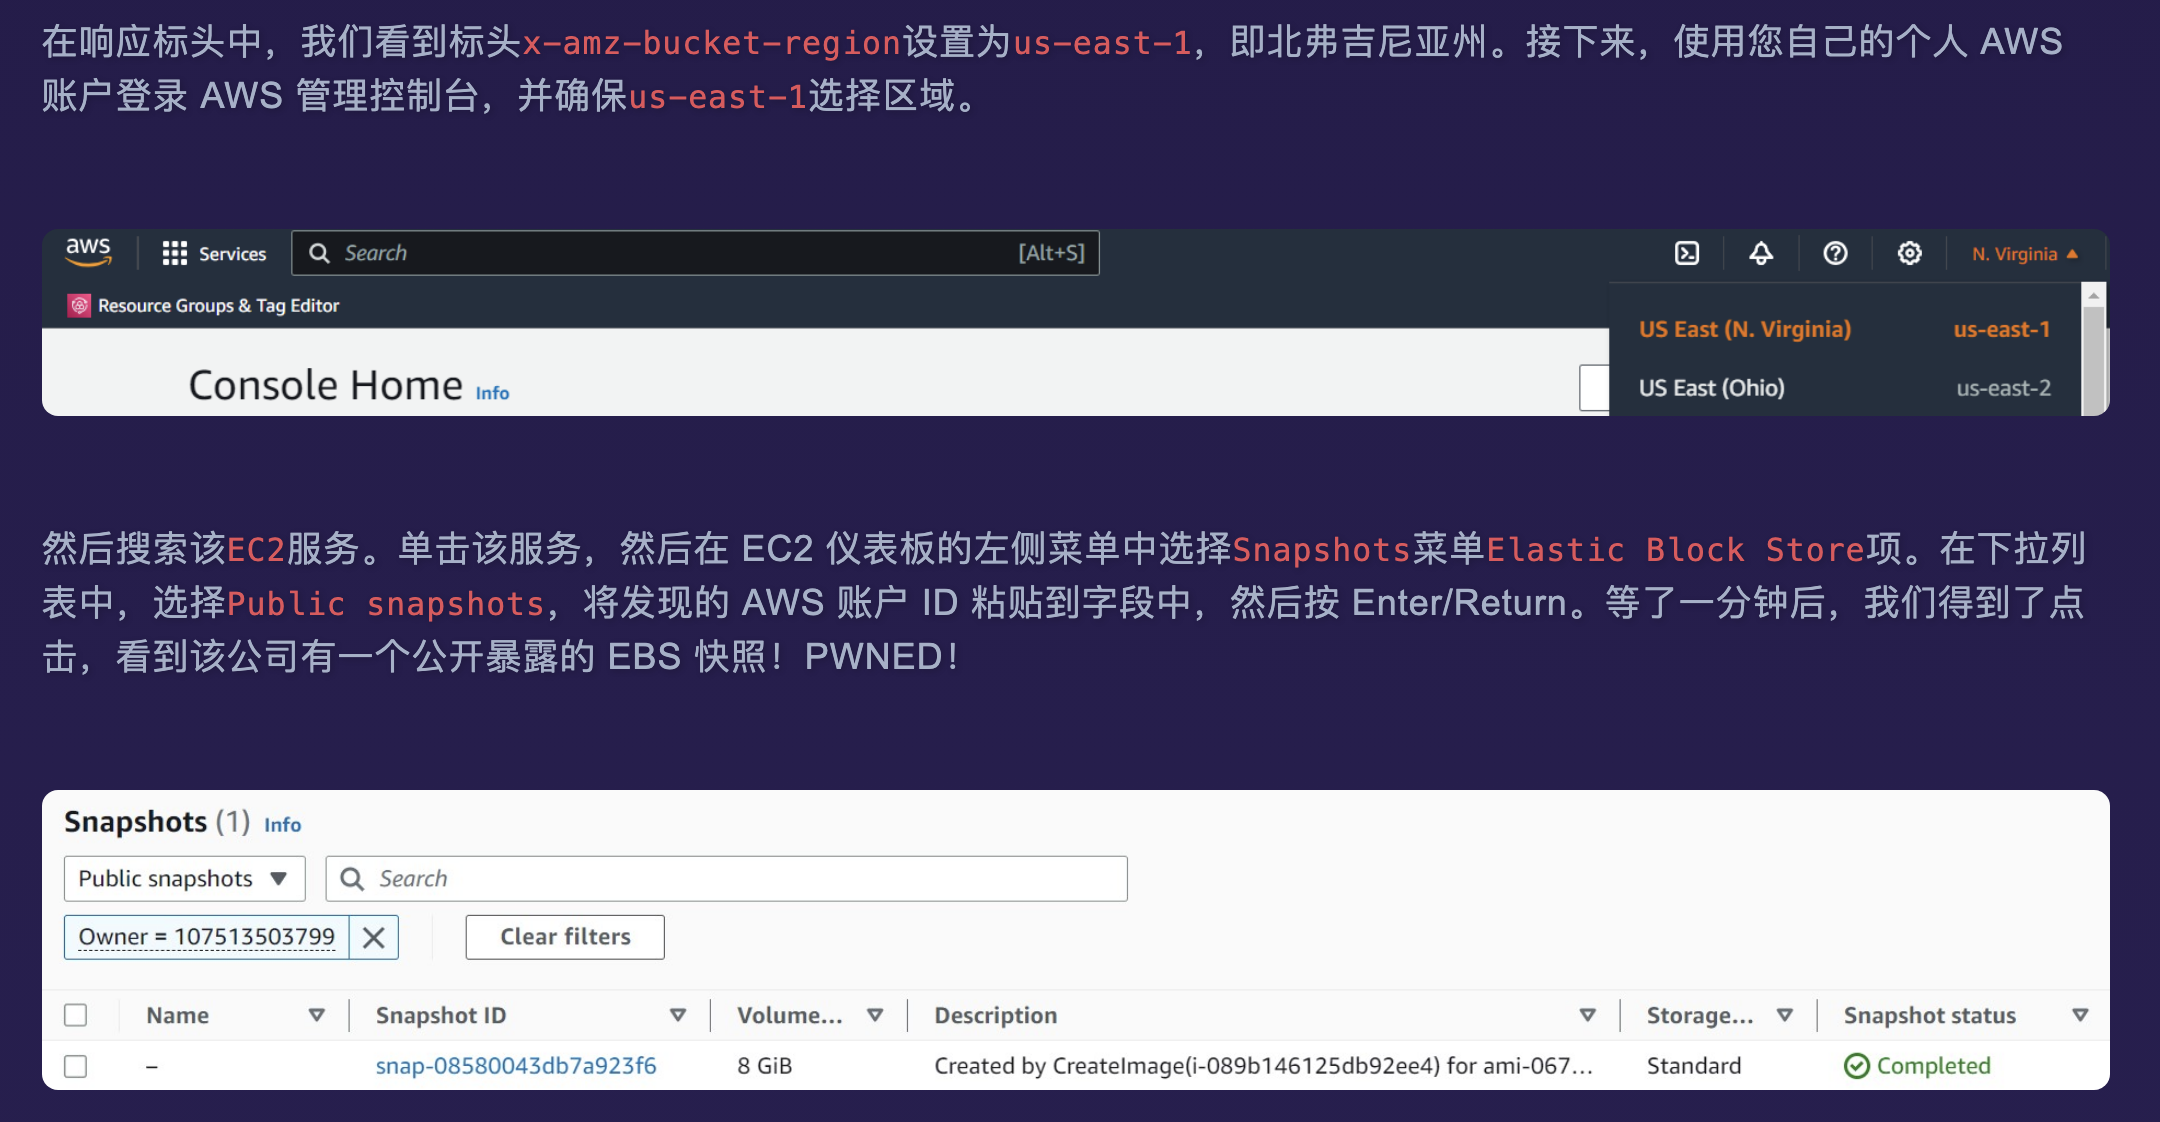 在响应标头中，我们看到标头x-amz-bucket-region设置为us-east-1，即北弗吉尼亚州。接下来，使用您自己的个人 AWS
账户登录 AWS 管理控制台，并确保us-east-1选择区域。
aws Services Search [Alt+S] N. Virginia
Resource Groups & Tag Editor
US East (N. Virginia) us-east-1
Console Home Info
US East (Ohio) us-east-2
然后搜索该EC2服务。单击该服务，然后在 EC2 仪表板的左侧菜单中选择Snapshots菜单Elastic Block Store项。在下拉列
表中，选择Public snapshots，将发现的 AWS 账户 ID 粘贴到字段中，然后按 Enter/Return。等了一分钟后，我们得到了点
击，看到该公司有一个公开暴露的 EBS 快照！PWNED！
Snapshots (1) Info
Public snapshots Search
Owner = 107513503799 Clear filters
Name Snapshot ID Volume... Description Storage... Snapshot status
– snap-08580043db7a923f6 8 GiB Created by CreateImage(i-089b146125db92ee4) for ami-067... Standard Completed